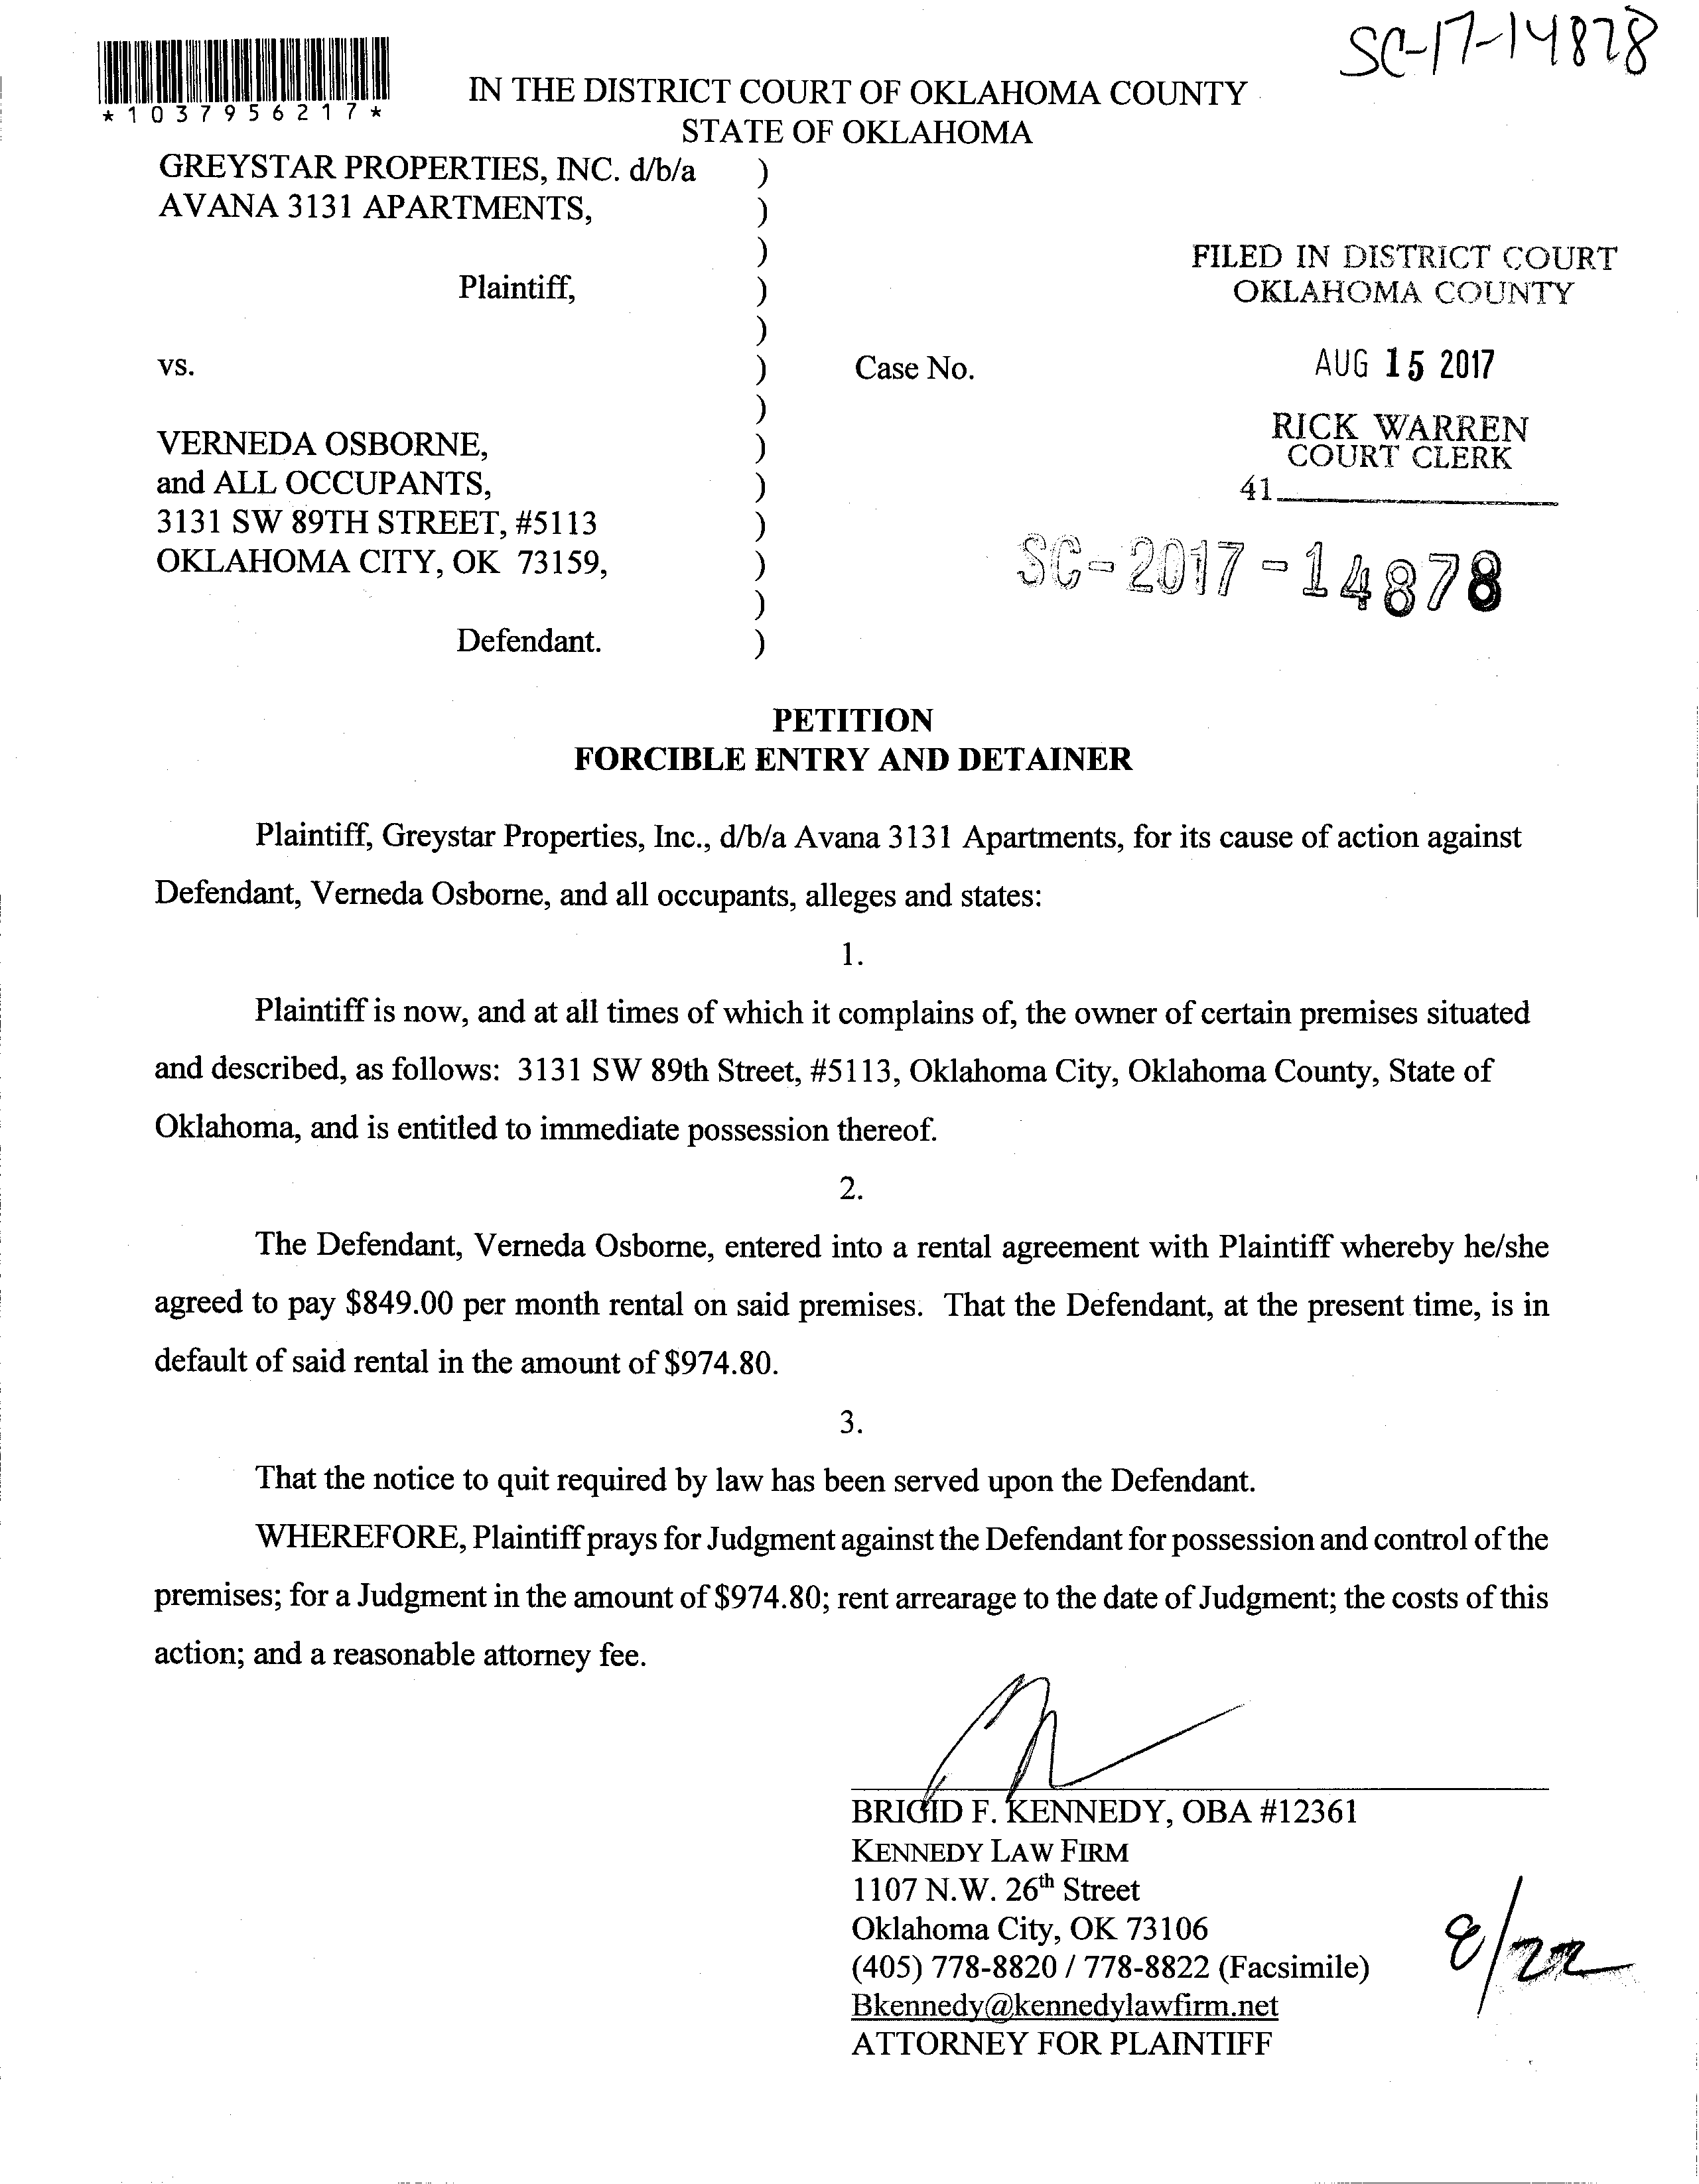 SC-17-14878
*1037956217*
IN THE DISTRICT COURT OF OKLAHOMA COUNTY
STATE OF OKLAHOMA
GREYSTAR PROPERTIES, INC. d/b/a )
AVANA 3131 APARTMENTS, )
)
Plaintiff, )
)
vs. )
)
VERNEDA OSBORNE, )
and ALL OCCUPANTS, )
3131 SW 89TH STREET, #5113 )
OKLAHOMA CITY, OK 73159, )
)
Defendant. )
Case No.
FILED IN DISTRICT COURT
OKLAHOMA COUNTY
AUG 15 2017
RICK WARREN
COURT CLERK
41
SC-2017-14878
PETITION
FORCIBLE ENTRY AND DETAINER
Plaintiff, Greystar Properties, Inc., d/b/a Avana 3131 Apartments, for its cause of action against
Defendant, Verneda Osborne, and all occupants, alleges and states:
1.
Plaintiff is now, and at all times of which it complains of, the owner of certain premises situated
and described, as follows: 3131 SW 89th Street, #5113, Oklahoma City, Oklahoma County, State of
Oklahoma, and is entitled to immediate possession thereof.
2.
The Defendant, Verneda Osborne, entered into a rental agreement with Plaintiff whereby he/she
agreed to pay $849.00 per month rental on said premises. That the Defendant, at the present time, is in
default of said rental in the amount of $974.80.
3.
That the notice to quit required by law has been served upon the Defendant.
WHEREFORE, Plaintiff prays for Judgment against the Defendant for possession and control of the
premises; for a Judgment in the amount of $974.80; rent arrearage to the date of Judgment; the costs of this
action; and a reasonable attorney fee.
BRIGID F. KENNEDY, OBA #12361
KENNEDY LAW FIRM
1107 N.W. 26th Street
Oklahoma City, OK 73106
(405) 778-8820 / 778-8822 (Facsimile)
Bkennedy@kennedylawfirm.net
ATTORNEY FOR PLAINTIFF
8/22